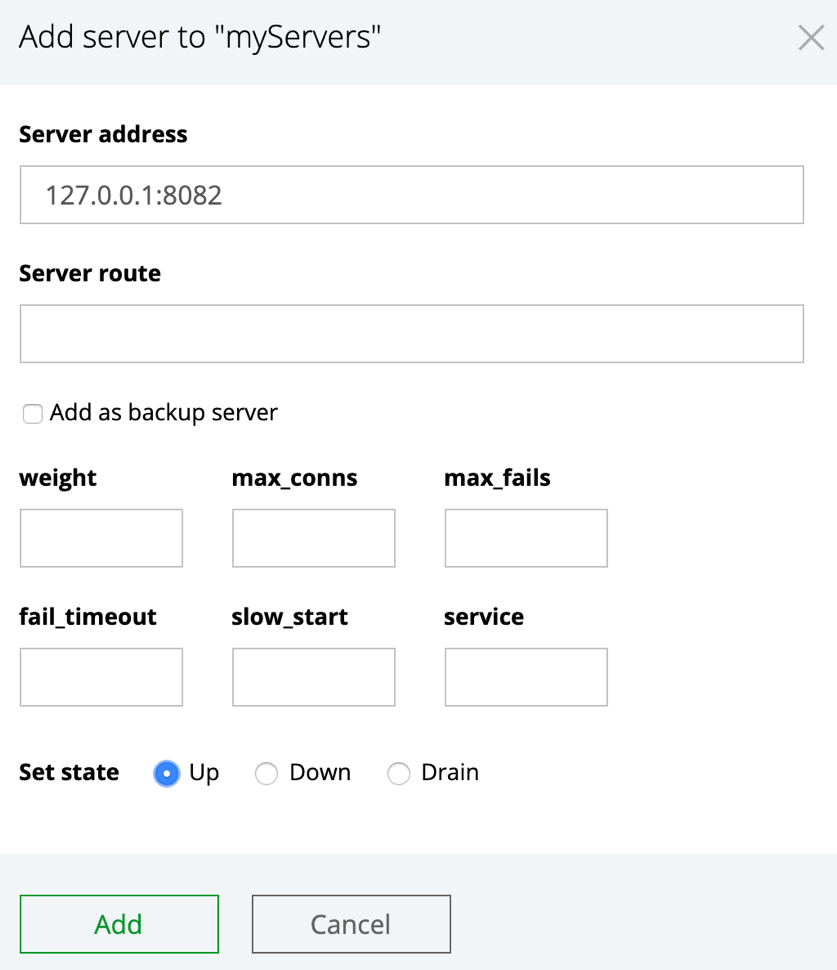 Add server to "myServers"
Server address
127.0.0.1:8082
Server route
Add as backup server
weight max_conns max_fails
fail_timeout slow_start service
Set state Up Down Drain
Add Cancel